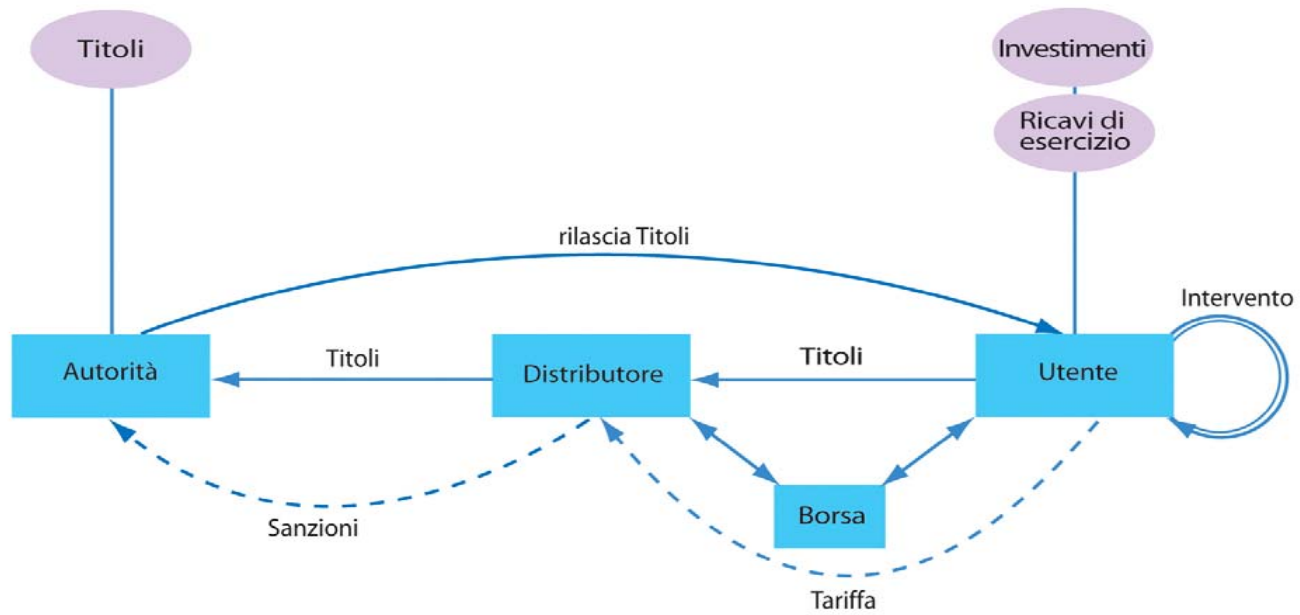 Titoli
Investimenti
Ricavi di
esercizio
rilascia Titoli
Intervento
Autorità
Titoli
Distributore
Titoli
Utente
Borsa
Sanzioni
Tariffa